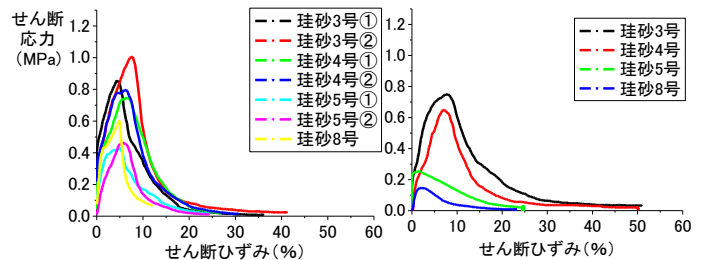 せん断
応力
(MPa)
1.2
1.0
0.8
0.6
0.4
0.2
0.0
0 10 20 30 40 50 60
せん断ひずみ(%)
珪砂3号①
珪砂3号②
珪砂4号①
珪砂4号②
珪砂5号①
珪砂5号②
珪砂8号
1.2
1.0
0.8
0.6
0.4
0.2
0.0
0 10 20 30 40 50 60
せん断ひずみ(%)
珪砂3号
珪砂4号
珪砂5号
珪砂8号